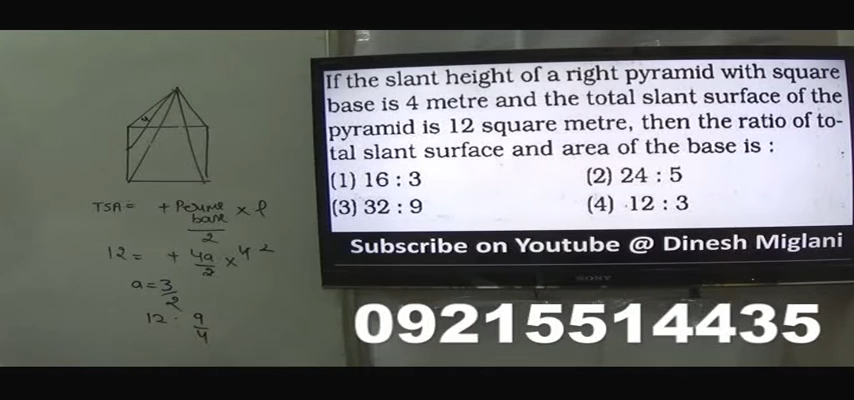 If the slant height of a right pyramid with square
base is 4 metre and the total slant surface of the
pyramid is 12 square metre, then the ratio of to-
tal slant surface and area of the base is :
(1) 16 : 3 (2) 24 : 5
(3) 32 : 9 (4) 12 : 3
Subscribe on Youtube @ Dinesh Miglani
SONY
09215514435
4
TSA = + Perime base/2 × l
12 = + 4a/2 × 4 2
a = 3/2
12 : 9/4